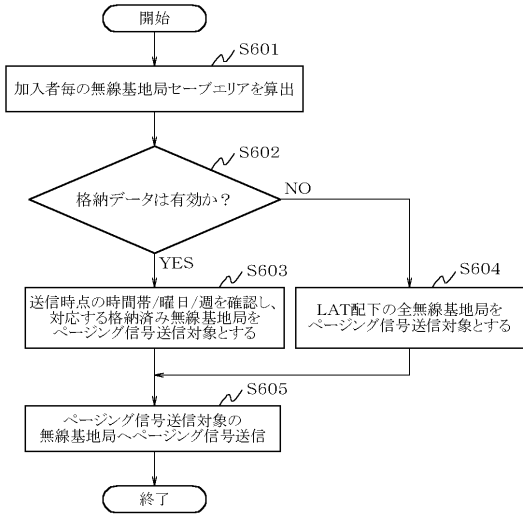 開始
S601
加入者毎の無線基地局セーブエリアを算出
S602
格納データは有効か?
NO
YES
S603
送信時点の時間帯/曜日/週を確認し、
対応する格納済み無線基地局を
ページング信号送信対象とする
S604
LAT配下の全無線基地局を
ページング信号送信対象とする
S605
ページング信号送信対象の
無線基地局へページング信号送信
終了